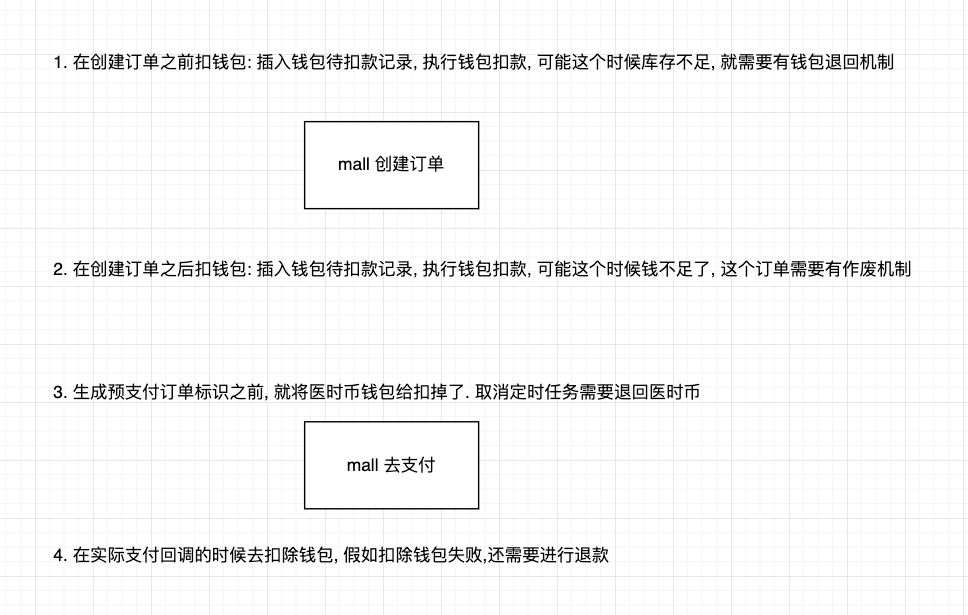 1. 在创建订单之前扣钱包: 插入钱包待扣款记录, 执行钱包扣款, 可能这个时候库存不足, 就需要有钱包退回机制
mall 创建订单
2. 在创建订单之后扣钱包: 插入钱包待扣款记录, 执行钱包扣款, 可能这个时候钱不足了, 这个订单需要有作废机制
3. 生成预支付订单标识之前, 就将医时币钱包给扣掉了. 取消定时任务需要退回医时币
mall 去支付
4. 在实际支付回调的时候去扣除钱包, 假如扣除钱包失败,还需要进行退款